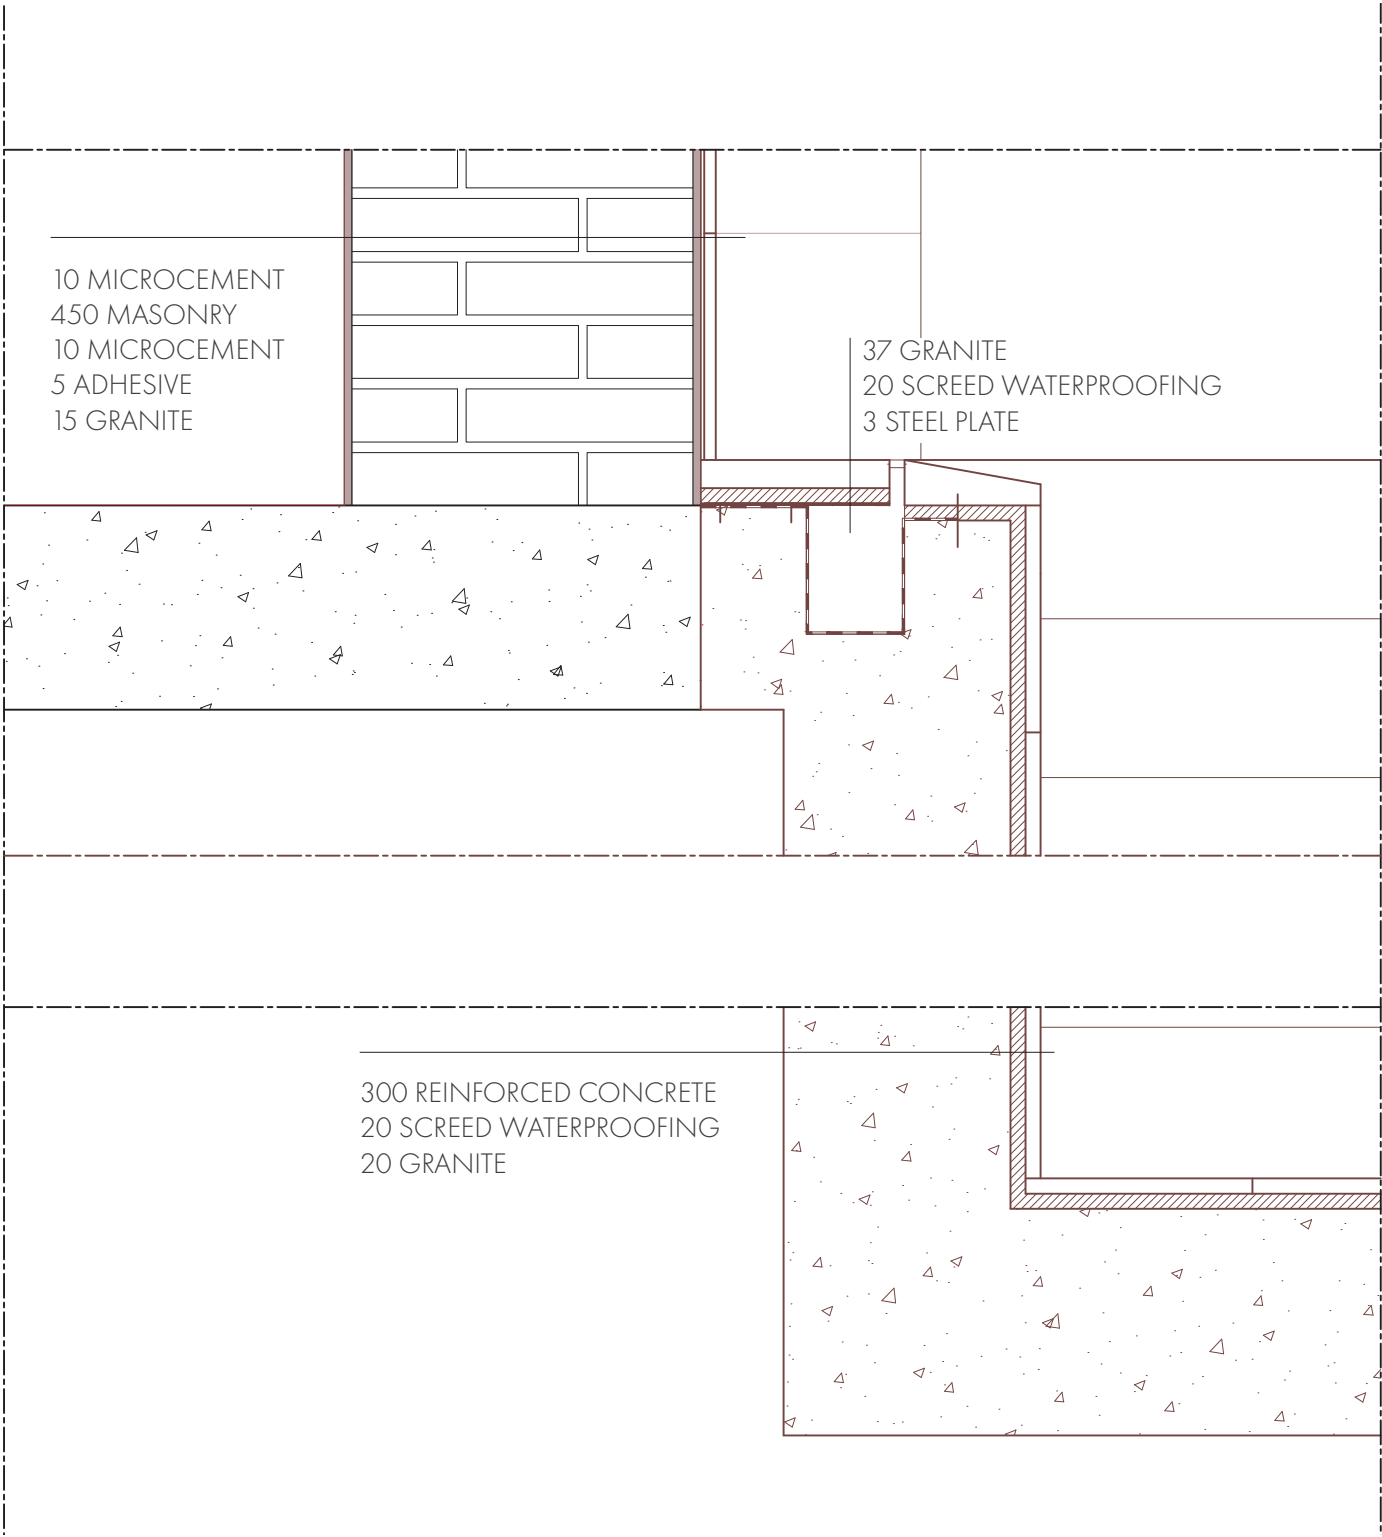 10 MICROCEMENT
450 MASONRY
10 MICROCEMENT
5 ADHESIVE
15 GRANITE
37 GRANITE
20 SCREED WATERPROOFING
3 STEEL PLATE
300 REINFORCED CONCRETE
20 SCREED WATERPROOFING
20 GRANITE